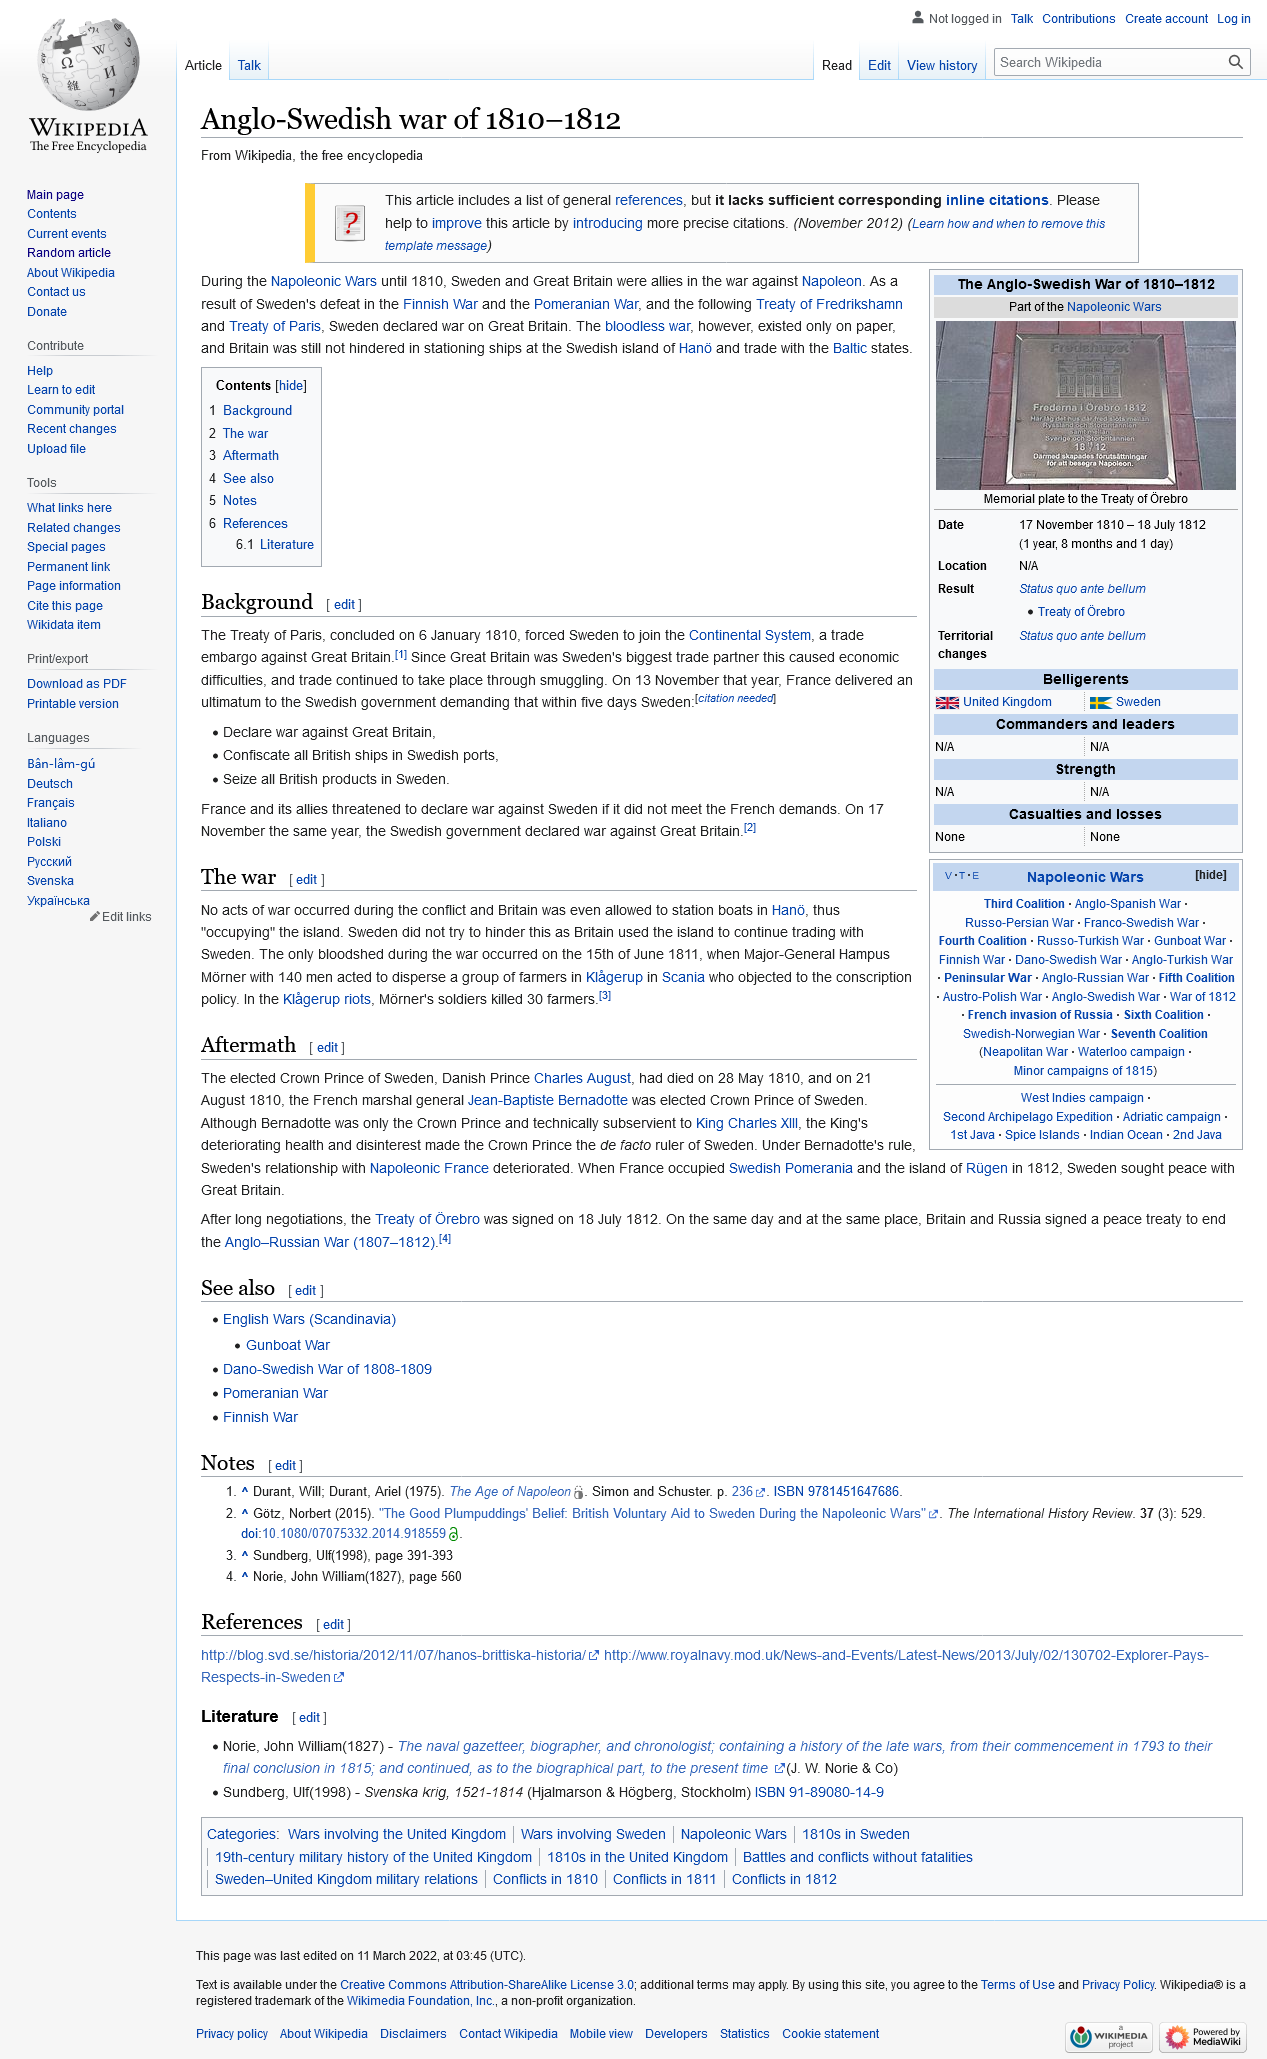 Not logged in Talk Contributions Create account Log in
Article Talk Read Edit View history Search Wikipedia
WIKIPEDIA
The Free Encyclopedia
Main page
Contents
Current events
Random article
About Wikipedia
Contact us
Donate
Contribute
Help
Learn to edit
Community portal
Recent changes
Upload file
Tools
What links here
Related changes
Special pages
Permanent link
Page information
Cite this page
Wikidata item
Print/export
Download as PDF
Printable version
Languages
Bân-lâm-gú
Deutsch
Français
Italiano
Polski
Русский
Svenska
Українська
Edit links
Anglo-Swedish war of 1810–1812
From Wikipedia, the free encyclopedia
This article includes a list of general references, but it lacks sufficient corresponding inline citations. Please
help to improve this article by introducing more precise citations. (November 2012) (Learn how and when to remove this
template message)
During the Napoleonic Wars until 1810, Sweden and Great Britain were allies in the war against Napoleon. As a
result of Sweden's defeat in the Finnish War and the Pomeranian War, and the following Treaty of Fredrikshamn
and Treaty of Paris, Sweden declared war on Great Britain. The bloodless war, however, existed only on paper,
and Britain was still not hindered in stationing ships at the Swedish island of Hanö and trade with the Baltic states.
Contents [hide]
1 Background
2 The war
3 Aftermath
4 See also
5 Notes
6 References
6.1 Literature
The Anglo-Swedish War of 1810–1812
Part of the Napoleonic Wars
Fredshuset
Frederna i Örebro 1812
Har låg det hus där fred slöts mellan
Ryssland och Storbritannien
samt mellan
Sverige och Storbritannien
18 12
Därmed skapades förutsättningar
för att besegra Napoleon.
Memorial plate to the Treaty of Örebro
Date 17 November 1810 – 18 July 1812
(1 year, 8 months and 1 day)
Location N/A
Result Status quo ante bellum
• Treaty of Örebro
Territorial Status quo ante bellum
changes
Belligerents
United Kingdom Sweden
Commanders and leaders
N/A N/A
Strength
N/A N/A
Casualties and losses
None None
V · T · E Napoleonic Wars [hide]
Third Coalition · Anglo-Spanish War ·
Russo-Persian War · Franco-Swedish War ·
Fourth Coalition · Russo-Turkish War · Gunboat War ·
Finnish War · Dano-Swedish War · Anglo-Turkish War
· Peninsular War · Anglo-Russian War · Fifth Coalition
· Austro-Polish War · Anglo-Swedish War · War of 1812
· French invasion of Russia · Sixth Coalition ·
Swedish-Norwegian War · Seventh Coalition
(Neapolitan War · Waterloo campaign ·
Minor campaigns of 1815)
West Indies campaign ·
Second Archipelago Expedition · Adriatic campaign ·
1st Java · Spice Islands · Indian Ocean · 2nd Java
Background [ edit ]
The Treaty of Paris, concluded on 6 January 1810, forced Sweden to join the Continental System, a trade
embargo against Great Britain.[1] Since Great Britain was Sweden's biggest trade partner this caused economic
difficulties, and trade continued to take place through smuggling. On 13 November that year, France delivered an
ultimatum to the Swedish government demanding that within five days Sweden:[citation needed]
• Declare war against Great Britain,
• Confiscate all British ships in Swedish ports,
• Seize all British products in Sweden.
France and its allies threatened to declare war against Sweden if it did not meet the French demands. On 17
November the same year, the Swedish government declared war against Great Britain.[2]
The war [ edit ]
No acts of war occurred during the conflict and Britain was even allowed to station boats in Hanö, thus
"occupying" the island. Sweden did not try to hinder this as Britain used the island to continue trading with
Sweden. The only bloodshed during the war occurred on the 15th of June 1811, when Major-General Hampus
Mörner with 140 men acted to disperse a group of farmers in Klågerup in Scania who objected to the conscription
policy. In the Klågerup riots, Mörner's soldiers killed 30 farmers.[3]
Aftermath [ edit ]
The elected Crown Prince of Sweden, Danish Prince Charles August, had died on 28 May 1810, and on 21
August 1810, the French marshal general Jean-Baptiste Bernadotte was elected Crown Prince of Sweden.
Although Bernadotte was only the Crown Prince and technically subservient to King Charles XIII, the King's
deteriorating health and disinterest made the Crown Prince the de facto ruler of Sweden. Under Bernadotte's rule,
Sweden's relationship with Napoleonic France deteriorated. When France occupied Swedish Pomerania and the island of Rügen in 1812, Sweden sought peace with
Great Britain.
After long negotiations, the Treaty of Örebro was signed on 18 July 1812. On the same day and at the same place, Britain and Russia signed a peace treaty to end
the Anglo–Russian War (1807–1812).[4]
See also [ edit ]
• English Wars (Scandinavia)
• Gunboat War
• Dano-Swedish War of 1808-1809
• Pomeranian War
• Finnish War
Notes [ edit ]
1. ^ Durant, Will; Durant, Ariel (1975). The Age of Napoleon. Simon and Schuster. p. 236. ISBN 9781451647686.
2. ^ Götz, Norbert (2015). "The Good Plumpuddings' Belief: British Voluntary Aid to Sweden During the Napoleonic Wars". The International History Review. 37 (3): 529.
doi:10.1080/07075332.2014.918559.
3. ^ Sundberg, Ulf(1998), page 391-393
4. ^ Norie, John William(1827), page 560
References [ edit ]
http://blog.svd.se/historia/2012/11/07/hanos-brittiska-historia/ http://www.royalnavy.mod.uk/News-and-Events/Latest-News/2013/July/02/130702-Explorer-Pays-
Respects-in-Sweden
Literature [ edit ]
• Norie, John William(1827) - The naval gazetteer, biographer, and chronologist; containing a history of the late wars, from their commencement in 1793 to their
final conclusion in 1815; and continued, as to the biographical part, to the present time (J. W. Norie & Co)
• Sundberg, Ulf(1998) - Svenska krig, 1521-1814 (Hjalmarson & Högberg, Stockholm) ISBN 91-89080-14-9
Categories: Wars involving the United Kingdom | Wars involving Sweden | Napoleonic Wars | 1810s in Sweden
| 19th-century military history of the United Kingdom | 1810s in the United Kingdom | Battles and conflicts without fatalities
| Sweden–United Kingdom military relations | Conflicts in 1810 | Conflicts in 1811 | Conflicts in 1812
This page was last edited on 11 March 2022, at 03:45 (UTC).
Text is available under the Creative Commons Attribution-ShareAlike License 3.0; additional terms may apply. By using this site, you agree to the Terms of Use and Privacy Policy. Wikipedia® is a
registered trademark of the Wikimedia Foundation, Inc., a non-profit organization.
Privacy policy About Wikipedia Disclaimers Contact Wikipedia Mobile view Developers Statistics Cookie statement
a WIKIMEDIA project
Powered by MediaWiki